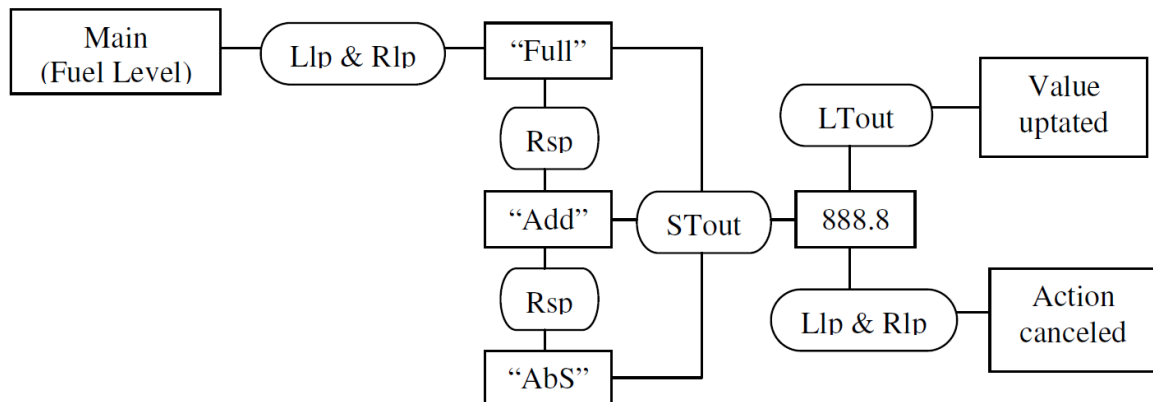 Main
(Fuel Level)
Llp & Rlp
“Full”
Rsp
“Add”
Rsp
“AbS”
STout
888.8
LTout
Value
uptated
Llp & Rlp
Action
canceled